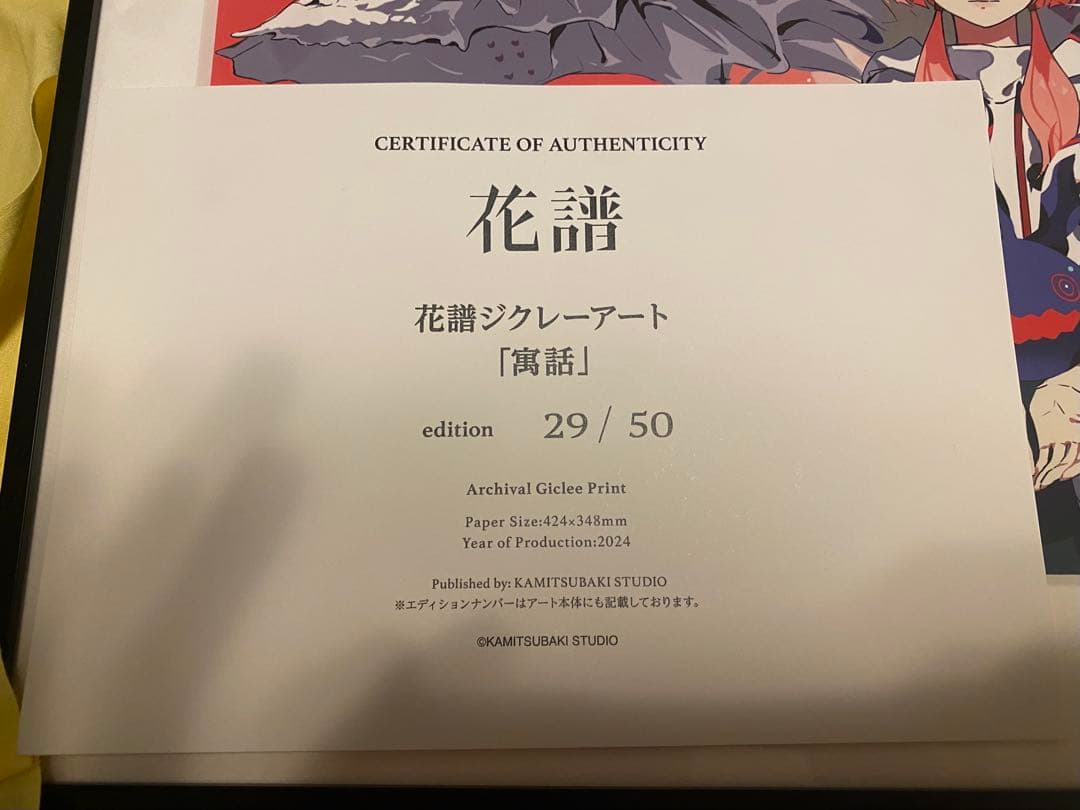 CERTIFICATE OF AUTHENTICITY
花譜
花譜ジクレーアート
「寓話」
edition 29 / 50
Archival Giclee Print
Paper Size:424×348mm
Year of Production:2024
Published by: KAMITSUBAKI STUDIO
※エディションナンバーはアート本体にも記載しております。
©KAMITSUBAKI STUDIO